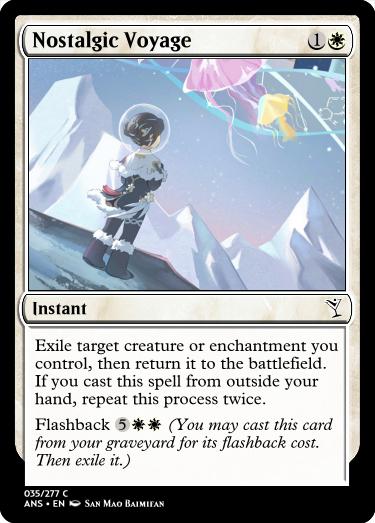 Nostalgic Voyage 1
Instant
Exile target creature or enchantment you
control, then return it to the battlefield.
If you cast this spell from outside your
hand, repeat this process twice.
Flashback 5 (You may cast this card
from your graveyard for its flashback cost.
Then exile it.)
035/277 C
ANS • EN San Mao Baimifan